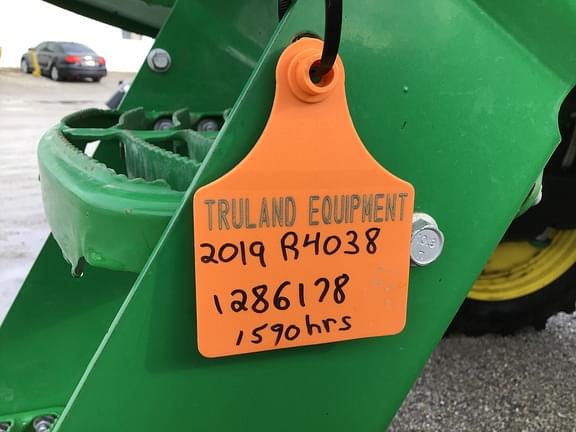 TRULAND EQUIPMENT
2019 R4038
1286178
1590hrs